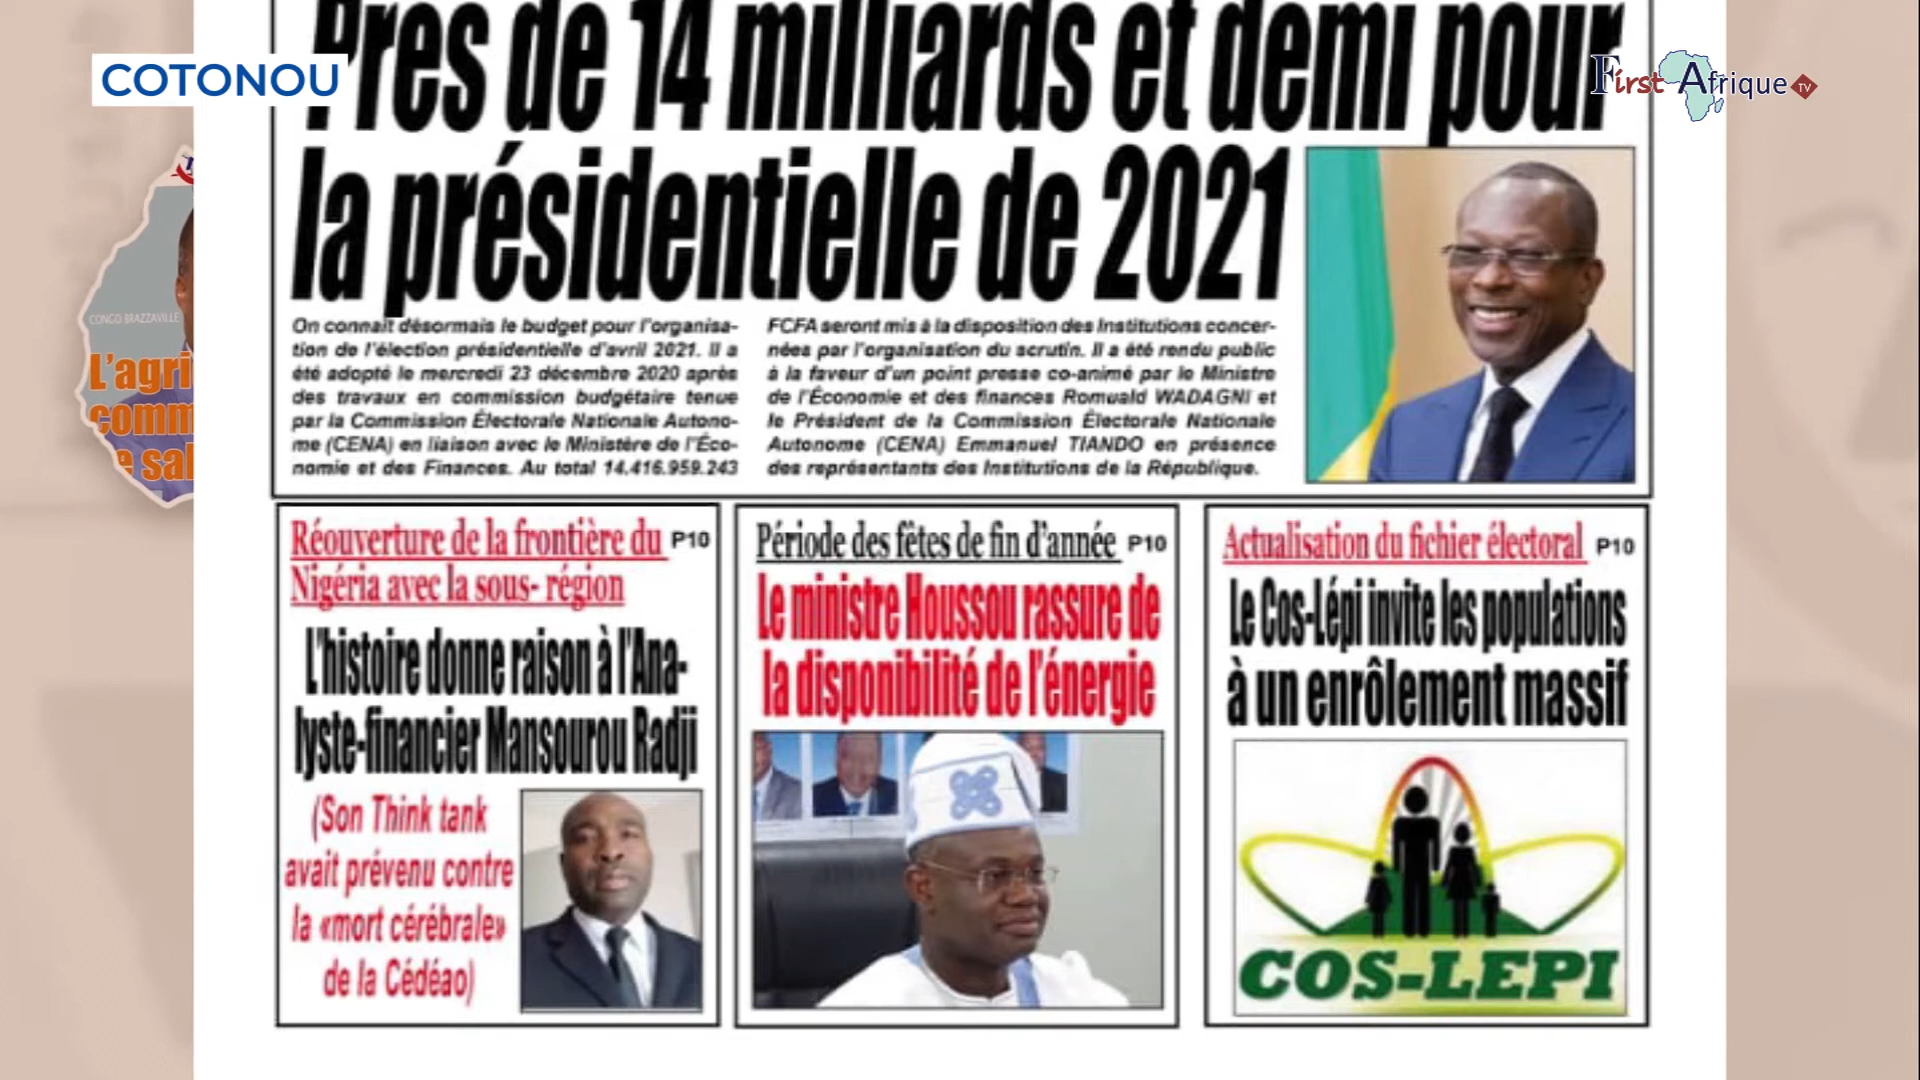 COTONOU
First Afrique TV
Près de 14 milliards et demi pour
la présidentielle de 2021
On connait désormais le budget pour l'organisa-
tion de l'élection présidentielle d'avril 2021. Il a
été adopté le mercredi 23 décembre 2020 après
des travaux en commission budgétaire tenue
par la Commission Électorale Nationale Autono-
me (CENA) en liaison avec le Ministère de l'Éco-
nomie et des Finances. Au total 14.416.959.243
FCFA seront mis à la disposition des Institutions concer-
nées par l'organisation du scrutin. Il a été rendu public
à la faveur d'un point presse co-animé par le Ministre
de l'Économie et des finances Romuald WADAGNI et
le Président de la Commission Électorale Nationale
Autonome (CENA) Emmanuel TIANDO en présence
des représentants des Institutions de la République.
CONGO BRAZZAVILLE
L'agri
comm
e sal
Réouverture de la frontière du P10
Nigéria avec la sous- région
L'histoire donne raison à l'Ana-
lyste-financier Mansourou Radji
(Son Think tank
avait prévenu contre
la «mort cérébrale»
de la Cédéao)
Période des fêtes de fin d'année P10
Le ministre Houssou rassure de
la disponibilité de l'énergie
Actualisation du fichier électoral P10
Le Cos-Lépi invite les populations
à un enrôlement massif
COS-LEPI